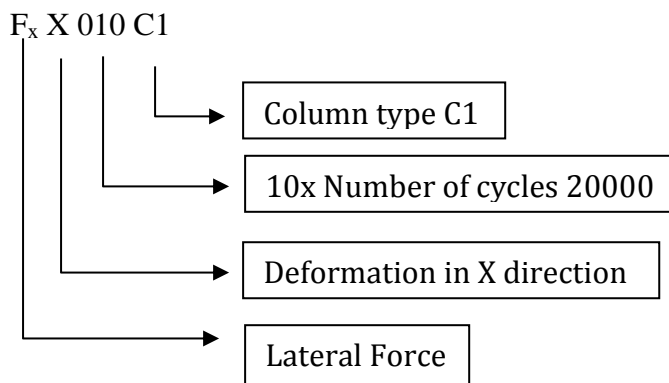 Fₓ X 010 C1
Column type C1
10x Number of cycles 20000
Deformation in X direction
Lateral Force